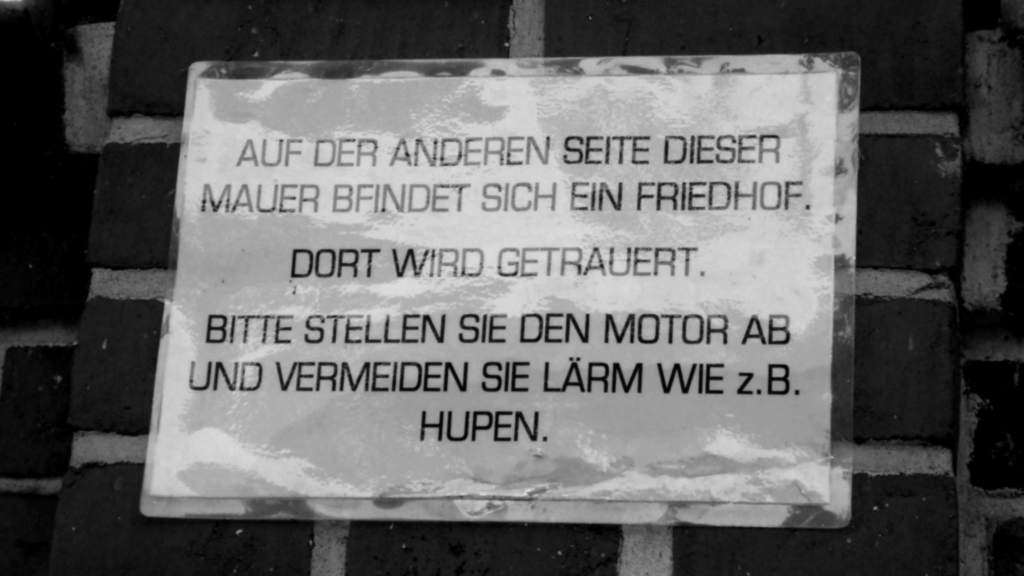 AUF DER ANDEREN SEITE DIESER
MAUER BFINDET SICH EIN FRIEDHOF.
DORT WIRD GETRAUERT.
BITTE STELLEN SIE DEN MOTOR AB
UND VERMEIDEN SIE LÄRM WIE z.B.
HUPEN.